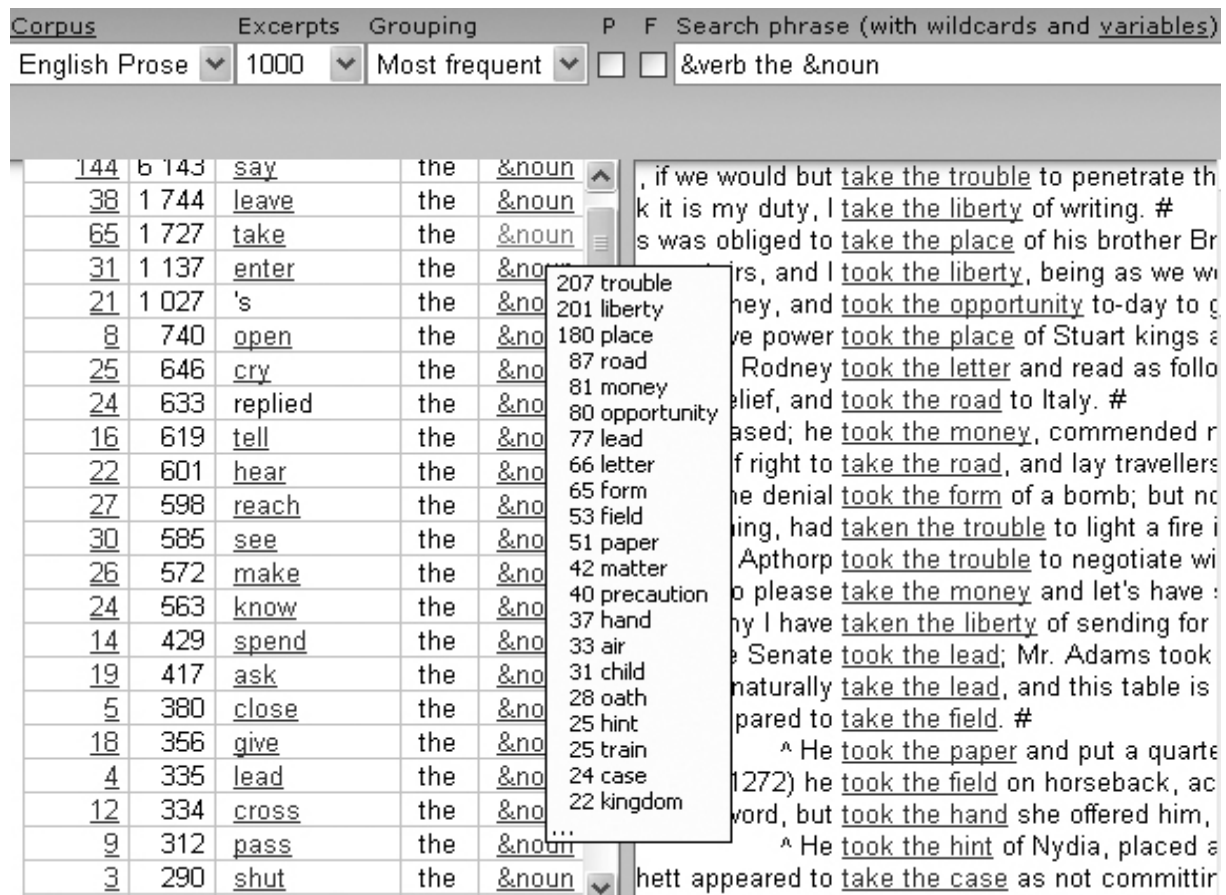 Corpus Excerpts Grouping P F Search phrase (with wildcards and variables)
English Prose 1000 Most frequent &verb the &noun
144 6 143 say the &noun
38 1 744 leave the &noun
65 1 727 take the &noun
31 1 137 enter the
21 1 027 's the
8 740 open the
25 646 cry the
24 633 replied the
16 619 tell the
22 601 hear the
27 598 reach the
30 585 see the
26 572 make the
24 563 know the
14 429 spend the
19 417 ask the
5 380 close the
18 356 give the
4 335 lead the
12 334 cross the
9 312 pass the &noun
3 290 shut the &noun
207 trouble
201 liberty
180 place
87 road
81 money
80 opportunity
77 lead
66 letter
65 form
53 field
51 paper
42 matter
40 precaution
37 hand
33 air
31 child
28 oath
25 hint
25 train
24 case
22 kingdom
...
, if we would but take the trouble to penetrate th
k it is my duty, I take the liberty of writing. #
s was obliged to take the place of his brother Br
irs, and I took the liberty, being as we w
ney, and took the opportunity to-day to g
ve power took the place of Stuart kings a
Rodney took the letter and read as follo
elief, and took the road to Italy. #
ased; he took the money, commended r
f right to take the road, and lay travellers
ne denial took the form of a bomb; but no
ing, had taken the trouble to light a fire i
Apthorp took the trouble to negotiate wi
o please take the money and let's have s
ny I have taken the liberty of sending for
e Senate took the lead; Mr. Adams took
naturally take the lead, and this table is
pared to take the field. #
^ He took the paper and put a quarte
1272) he took the field on horseback, ac
word, but took the hand she offered him,
^ He took the hint of Nydia, placed a
hett appeared to take the case as not committin